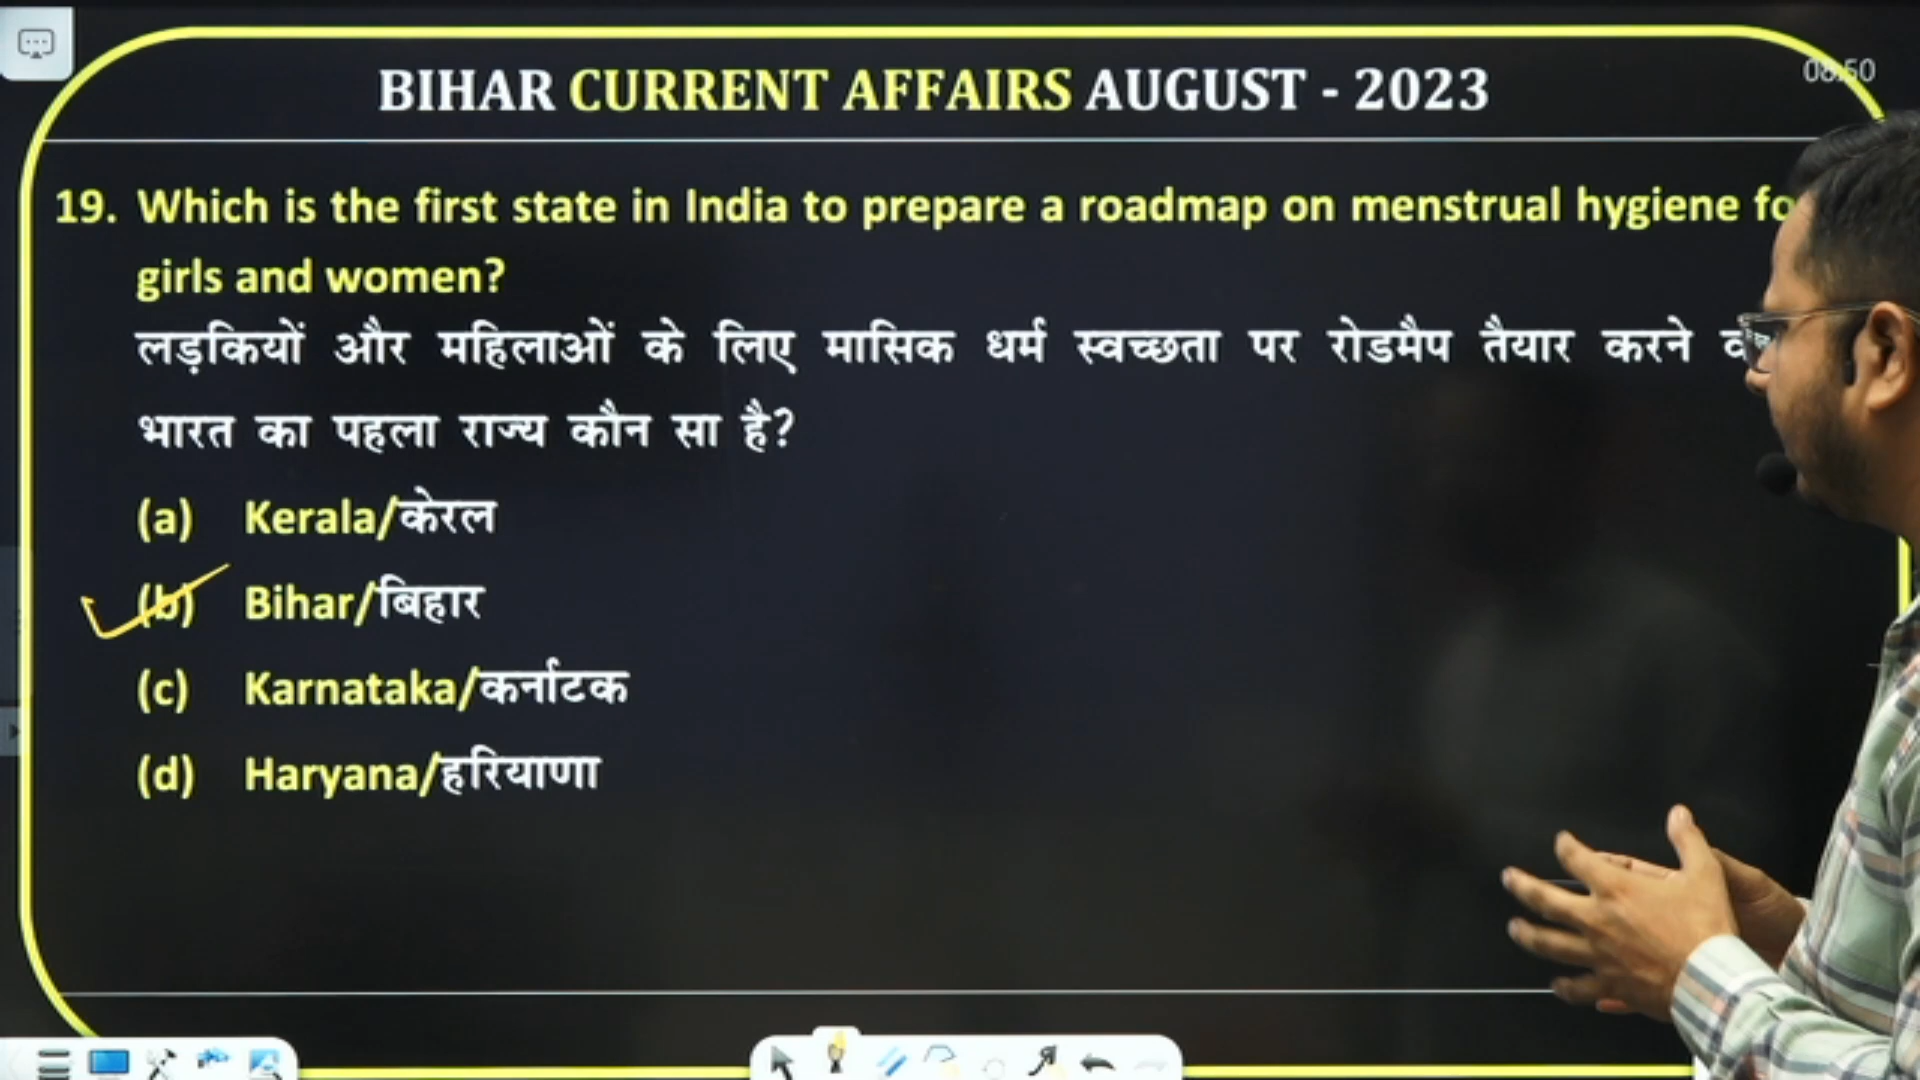 BIHAR CURRENT AFFAIRS AUGUST - 2023
08:50
19. Which is the first state in India to prepare a roadmap on menstrual hygiene
girls and women?
लड़कियों और महिलाओं के लिए मासिक धर्म स्वच्छता पर रोडमैप तैयार करने
भारत का पहला राज्य कौन सा है?
(a) Kerala/केरल
(b) Bihar/बिहार
(c) Karnataka/कर्नाटक
(d) Haryana/हरियाणा